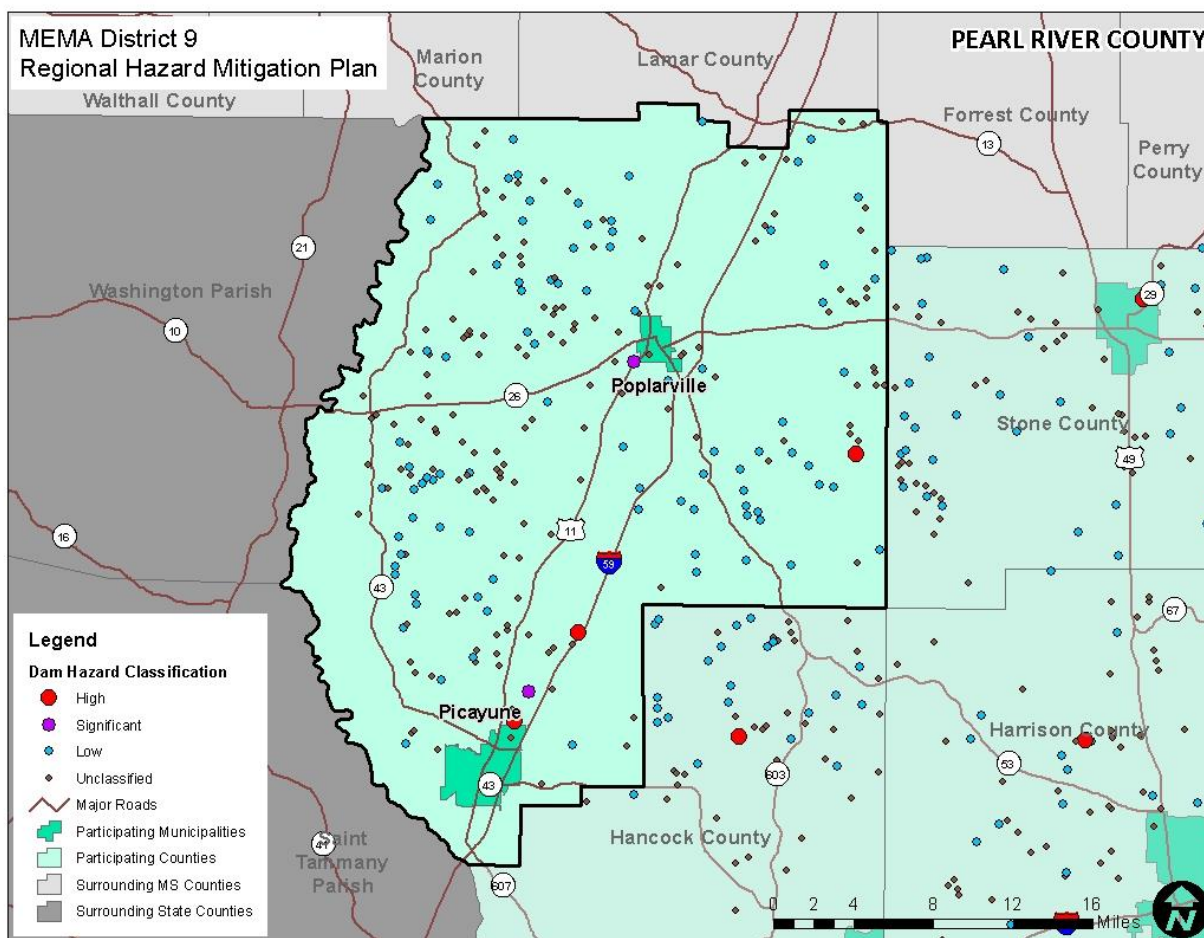 MEMA District 9
Regional Hazard Mitigation Plan
PEARL RIVER COUNTY
Marion
County
Lamar County
Walthall County
Forrest County
13
Perry
County
21
Washington Parish
29
10
Poplarville
26
Stone County
49
11
16
59
43
67
Legend
Dam Hazard Classification
High
Significant
Low
Unclassified
Major Roads
Participating Municipalities
Participating Counties
Surrounding MS Counties
Surrounding State Counties
Picayune
Harrison County
53
603
43
Hancock County
41
Saint
Tammany
Parish
607
0 2 4 8 12 16
Miles
N